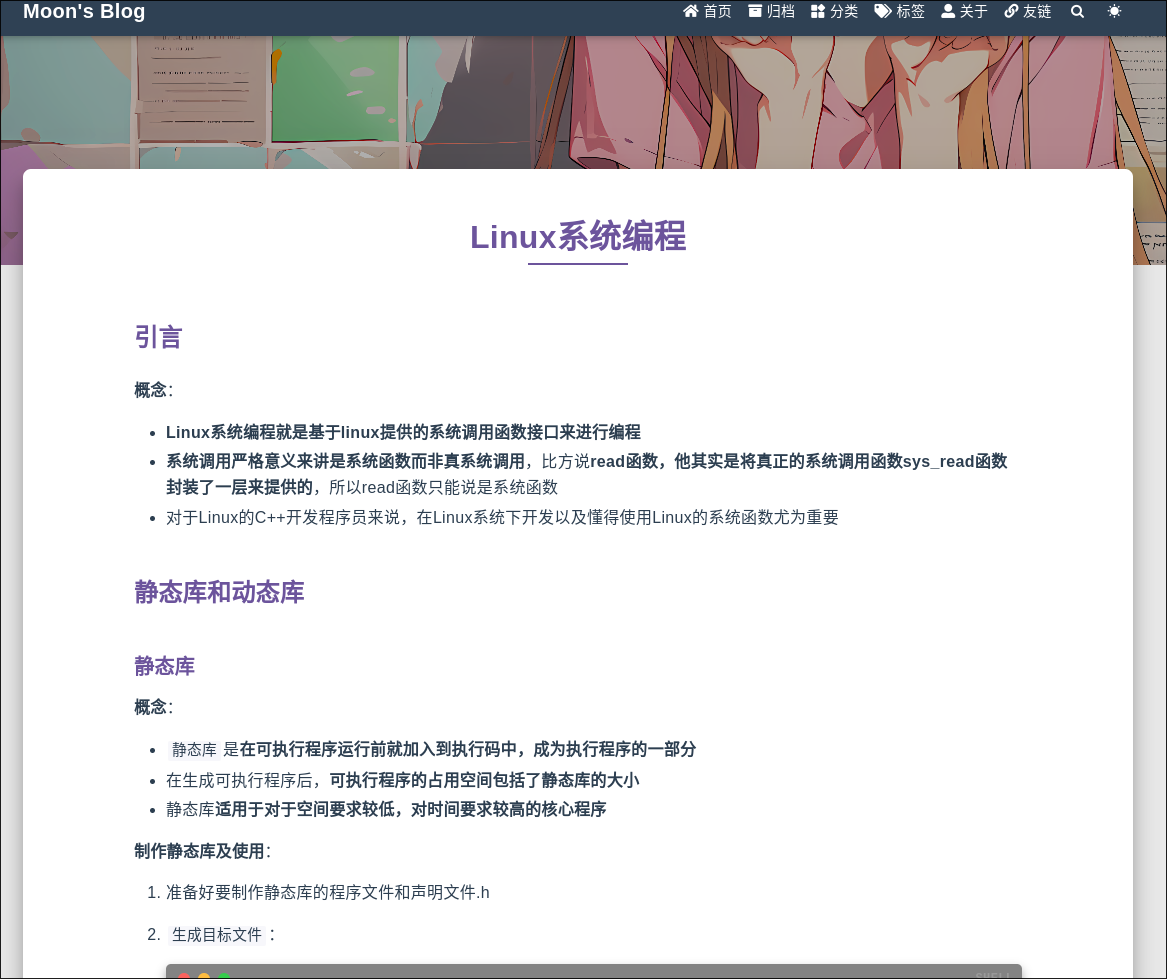 Moon's Blog 首页 归档 分类 标签 关于 友链
Linux系统编程
引言
概念：
Linux系统编程就是基于linux提供的系统调用函数接口来进行编程
系统调用严格意义来讲是系统函数而非真系统调用，比方说read函数，他其实是将真正的系统调用函数sys_read函数
封装了一层来提供的，所以read函数只能说是系统函数
对于Linux的C++开发程序员来说，在Linux系统下开发以及懂得使用Linux的系统函数尤为重要
静态库和动态库
静态库
概念：
静态库 是在可执行程序运行前就加入到执行码中，成为执行程序的一部分
在生成可执行程序后，可执行程序的占用空间包括了静态库的大小
静态库适用于对于空间要求较低，对时间要求较高的核心程序
制作静态库及使用：
1. 准备好要制作静态库的程序文件和声明文件.h
2. 生成目标文件 ：
SHELL